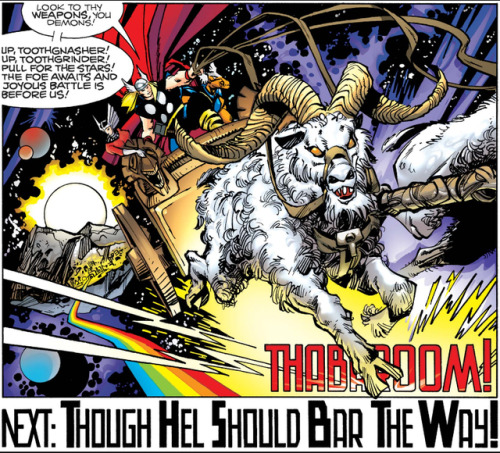 LOOK TO THY
WEAPONS, YOU
DEMONS!
UP, TOOTHGNASHER!
UP, TOOTHGRINDER!
PULL FOR THE STARS!
THE FOE AWAITS AND
JOYOUS BATTLE IS
BEFORE US!
THABAROOM!
NEXT: THOUGH HEL SHOULD BAR THE WAY!